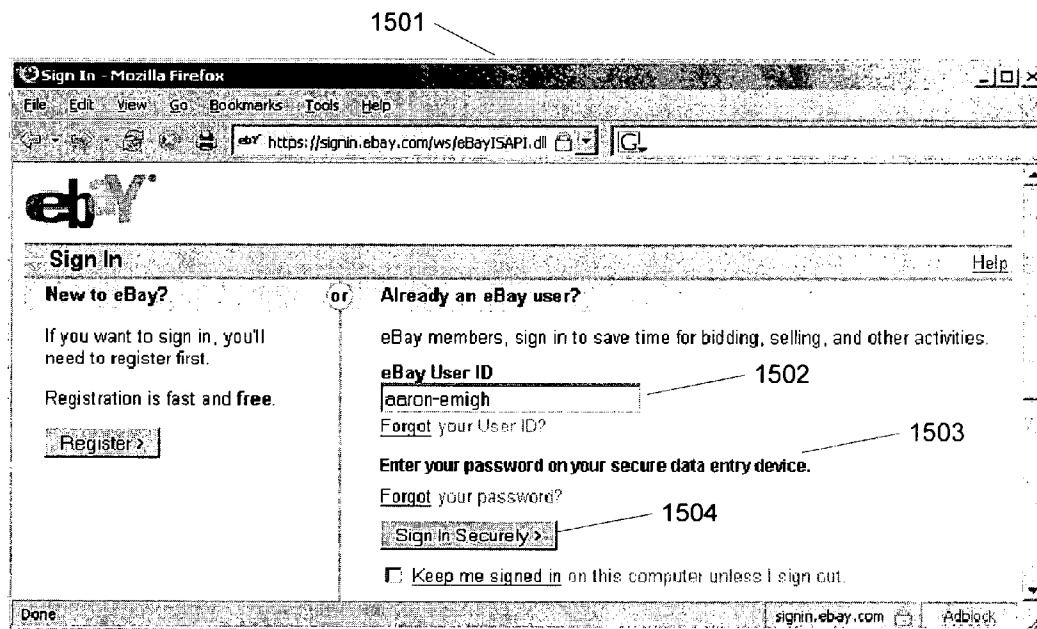 1501
Sign In - Mozilla Firefox
File Edit View Go Bookmarks Tools Help
ebY https://signin.ebay.com/ws/eBayISAPI.dll G
ebaY
Sign In
Help
New to eBay?
or
Already an eBay user?
If you want to sign in, you'll
need to register first.
Registration is fast and free.
Register >
eBay members, sign in to save time for bidding, selling, and other activities.
eBay User ID
1502
aaron-emigh
Forgot your User ID?
1503
Enter your password on your secure data entry device.
Forgot your password?
1504
Sign In Securely >
Keep me signed in on this computer unless I sign out.
Done
signin.ebay.com
Adblock